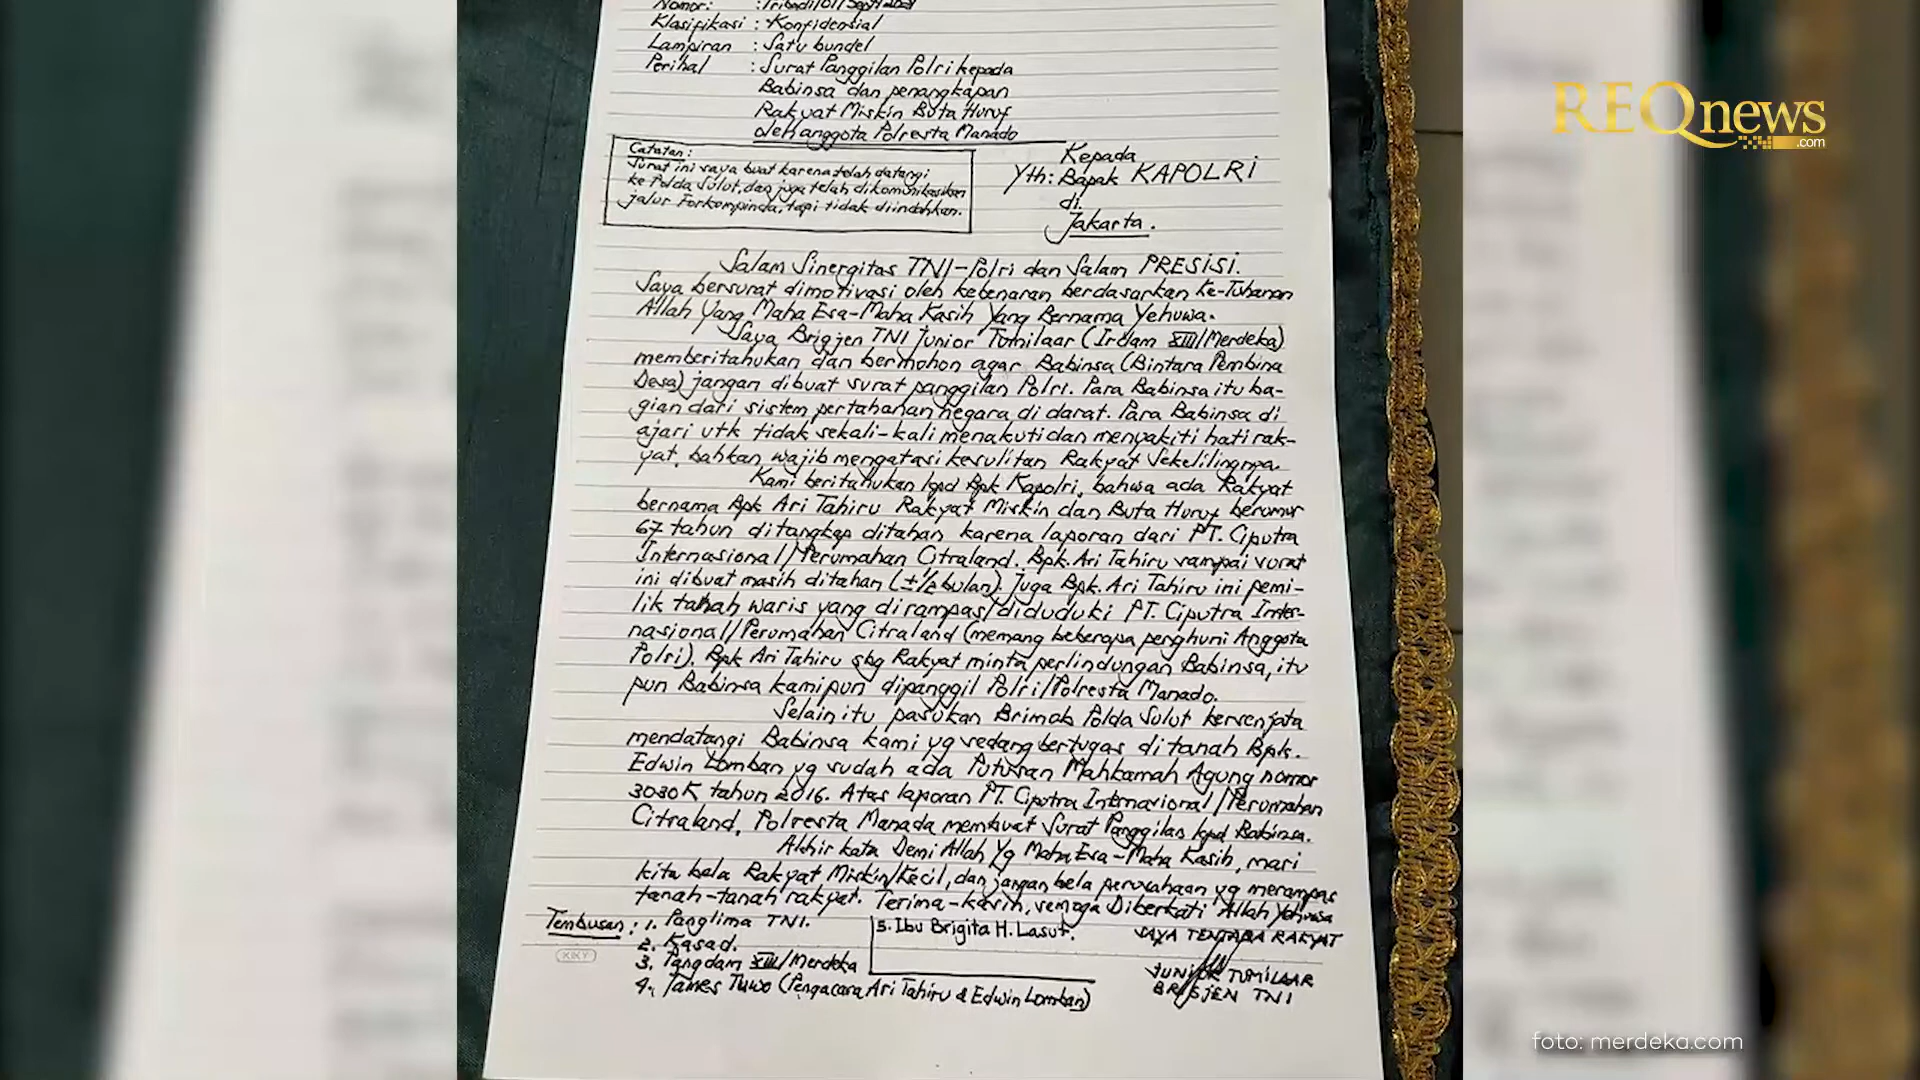 Nomor:
Klasifikasi : Konfidensial
Lampiran : Satu bundel
Perihal : Surat Panggilan Polri kepada
Babinsa dan penangkapan
Rakyat Miskin Buta Huruf
oleh anggota Polresta Manado
Catatan:
Surat ini saya buat karena telah datangi
ke Polda Sulut, dan juga telah dikomunikasikan
jalur Forkompinda, tapi tidak diindahkan.
Kepada
Yth: Bapak KAPOLRI
di
Jakarta.
Salam Sinergitas TNI-Polri dan Salam PRESISI.
Saya bersurat dimotivasi oleh kebenaran berdasarkan Ke-Tuhanan
Allah Yang Maha Esa-Maha Kasih Yang Bernama Yehuwa.
Saya Brigjen TNI Junior Tumilaar (Irdam XIII/Merdeka)
memberitahukan dan bermohon agar Babinsa (Bintara Pembina
Desa) jangan dibuat surat panggilan Polri. Para Babinsa itu ba-
gian dari sistem pertahanan negara di darat. Para Babinsa di
ajari utk tidak sekali-kali menakuti dan menyakiti hati rak-
yat, bahkan wajib mengatasi kesulitan Rakyat Sekelilingnya.
Kami beritahukan kpd Bpk Kapolri, bahwa ada Rakyat
bernama Bpk Ari Tahiru Rakyat Miskin dan Buta Huruf berumur
67 tahun ditangkap ditahan karena laporan dari PT. Ciputra
Internasional/Perumahan Citraland. Bpk. Ari Tahiru sampai surat
ini dibuat masih ditahan (±1/2 bulan). Juga Bpk. Ari Tahiru ini pemi-
lik tanah waris yang dirampas/diduduki PT. Ciputra Inter-
nasional/Perumahan Citraland (memang beberapa penghuni Anggota
Polri). Bpk Ari Tahiru sbg Rakyat minta perlindungan Babinsa, itu
pun Babinsa kamipun dipanggil Polri/Polresta Manado.
Selain itu pasukan Brimob Polda Sulut bersenjata
mendatangi Babinsa kami yg sedang bertugas di tanah Bpk.
Edwin Lomban yg sudah ada Putusan Mahkamah Agung nomor
3030K tahun 2016. Atas laporan PT. Ciputra Internasional/Perumahan
Citraland, Polresta Manado membuat Surat Panggilan kpd Babinsa.
Akhir kata Demi Allah Yg Maha Esa-Maha Kasih, mari
kita bela Rakyat Miskin/Kecil, dan jangan bela perusahaan yg merampas
tanah-tanah rakyat. Terima-kasih, semoga Diberkati Allah Yehuwa
Tembusan: 1. Panglima TNI.
2. Kasad.
3. Pangdam XIII/Merdeka
4. James Tuwo (Pengacara Ari Tahiru & Edwin Lomban)
5. Ibu Brigita H. Lasut.
SAYA TENTARA RAKYAT
JUNIOR TUMILAAR
BRIGJEN TNI
KKY
REQnews
.com
foto: merdeka.com